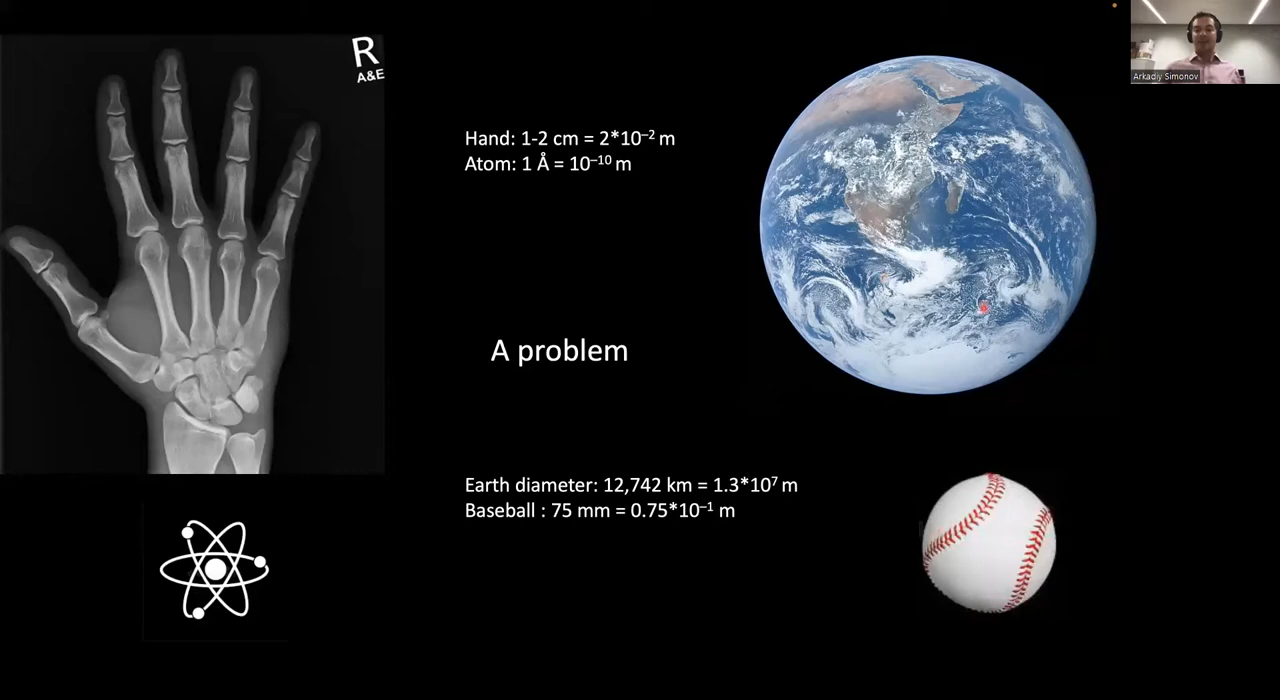 R
A&E
Arkadiy Simonov
Hand: 1-2 cm = 2*10⁻² m
Atom: 1 Å = 10⁻¹⁰ m
A problem
Earth diameter: 12,742 km = 1.3*10⁷ m
Baseball : 75 mm = 0.75*10⁻¹ m